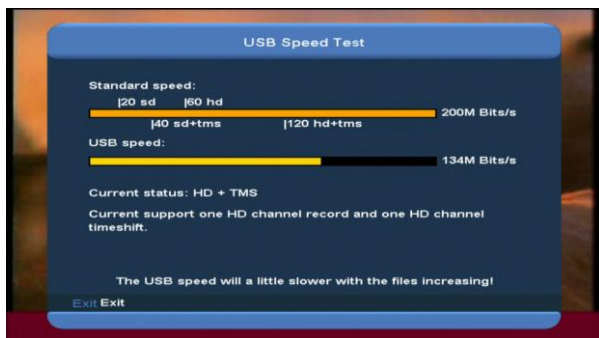 USB Speed Test
Standard speed:
|20 sd |60 hd
200M Bits/s
|40 sd+tms |120 hd+tms
USB speed:
134M Bits/s
Current status: HD + TMS
Current support one HD channel record and one HD channel
timeshift.
The USB speed will a little slower with the files increasing!
Exit Exit